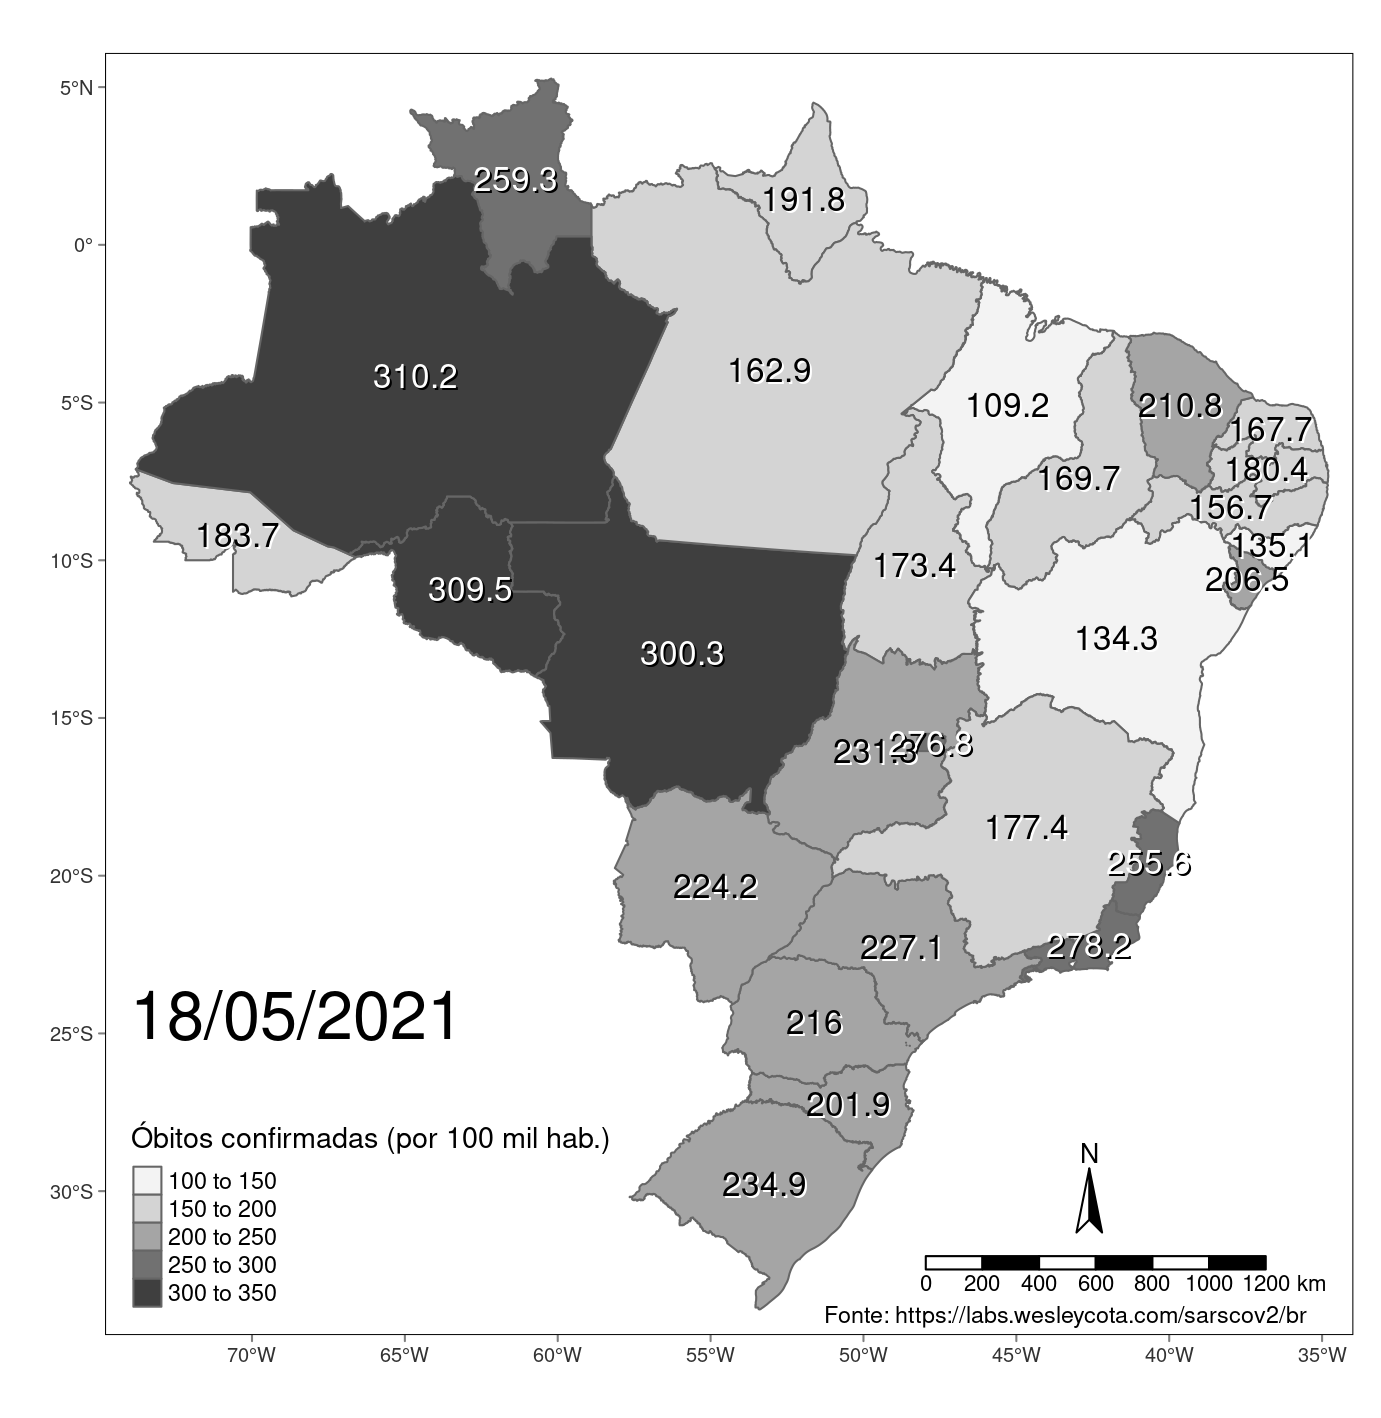 5°N
0°
5°S
10°S
15°S
20°S
25°S
30°S
259.3
191.8
310.2
162.9
109.2
210.8
167.7
180.4
169.7
156.7
183.7
135.1
173.4
206.5
309.5
134.3
300.3
231.3
276.8
177.4
255.6
224.2
227.1
278.2
18/05/2021
216
201.9
234.9
Óbitos confirmadas (por 100 mil hab.)
100 to 150
150 to 200
200 to 250
250 to 300
300 to 350
N
0 200 400 600 800 1000 1200 km
Fonte: https://labs.wesleycota.com/sarscov2/br
70°W 65°W 60°W 55°W 50°W 45°W 40°W 35°W